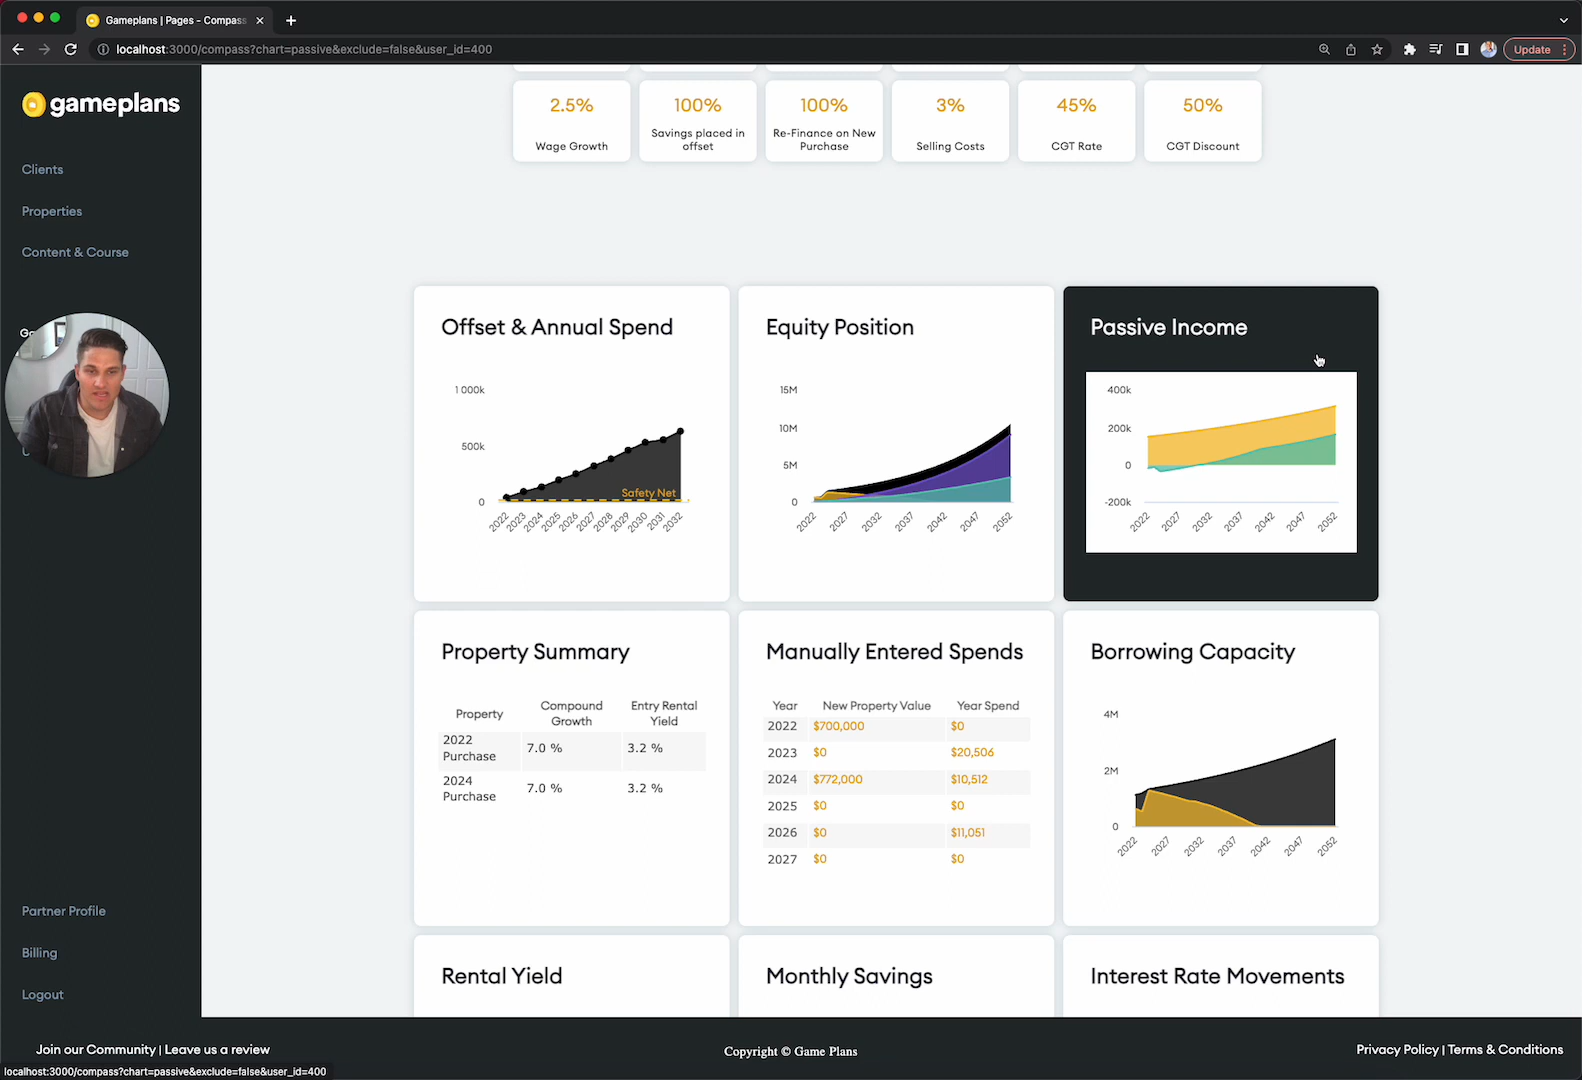 Gameplans | Pages - Compass
localhost:3000/compass?chart=passive&exclude=false&user_id=400
Update
gameplans
Clients
Properties
Content & Course
Partner Profile
Billing
Logout
2.5%
Wage Growth
100%
Savings placed in
offset
100%
Re-Finance on New
Purchase
3%
Selling Costs
45%
CGT Rate
50%
CGT Discount
Offset & Annual Spend
1 000k
500k
0
Safety Net
2022 2023 2024 2025 2026 2027 2028 2029 2030 2031 2032
Equity Position
15M
10M
5M
0
2022 2027 2032 2037 2042 2047 2052
Passive Income
400k
200k
0
-200k
2022 2027 2032 2037 2042 2047 2052
Property Summary
Property Compound Growth Entry Rental Yield
2022 Purchase 7.0 % 3.2 %
2024 Purchase 7.0 % 3.2 %
Manually Entered Spends
Year New Property Value Year Spend
2022 $700,000 $0
2023 $0 $20,506
2024 $772,000 $10,512
2025 $0 $0
2026 $0 $11,051
2027 $0 $0
Borrowing Capacity
4M
2M
0
2022 2027 2032 2037 2042 2047 2052
Rental Yield
Monthly Savings
Interest Rate Movements
Join our Community | Leave us a review
Copyright © Game Plans
Privacy Policy | Terms & Conditions
localhost:3000/compass?chart=passive&exclude=false&user_id=400